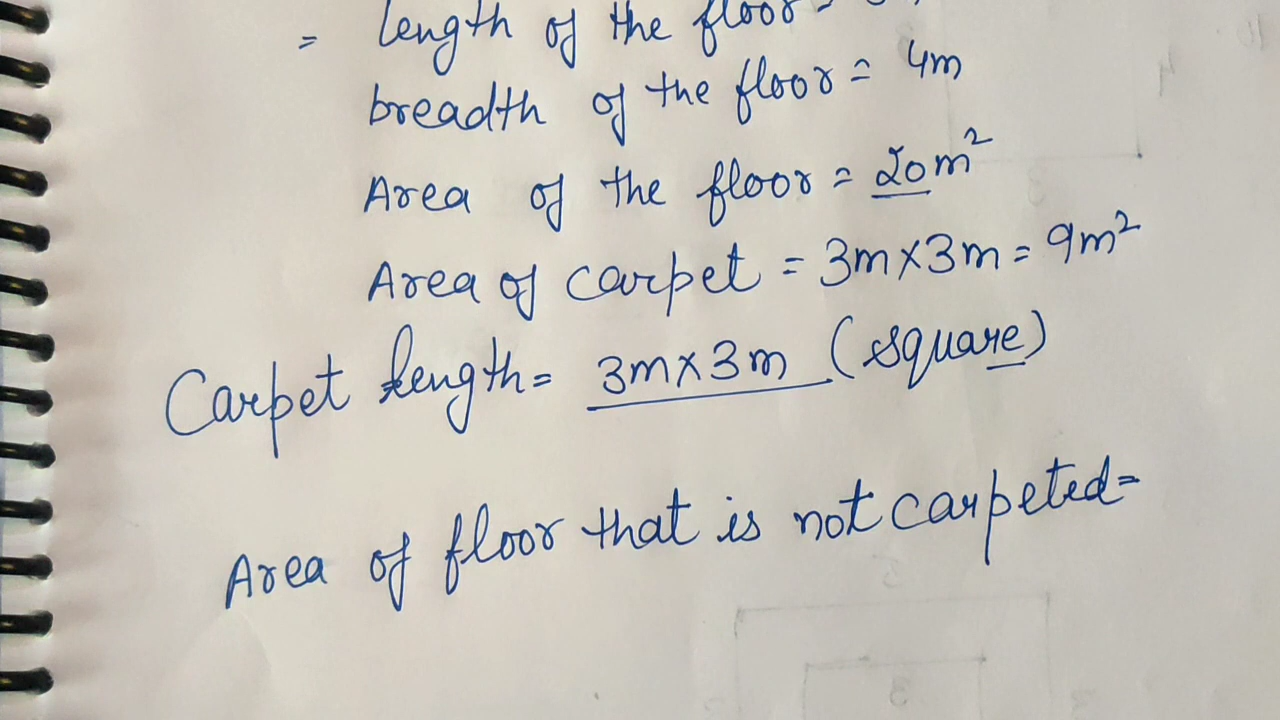 = length of the floor =
breadth of the floor = 4m
Area of the floor = 20m²
Area of carpet = 3m×3m = 9m²
Carpet length = 3m×3m (square)
Area of floor that is not carpeted =